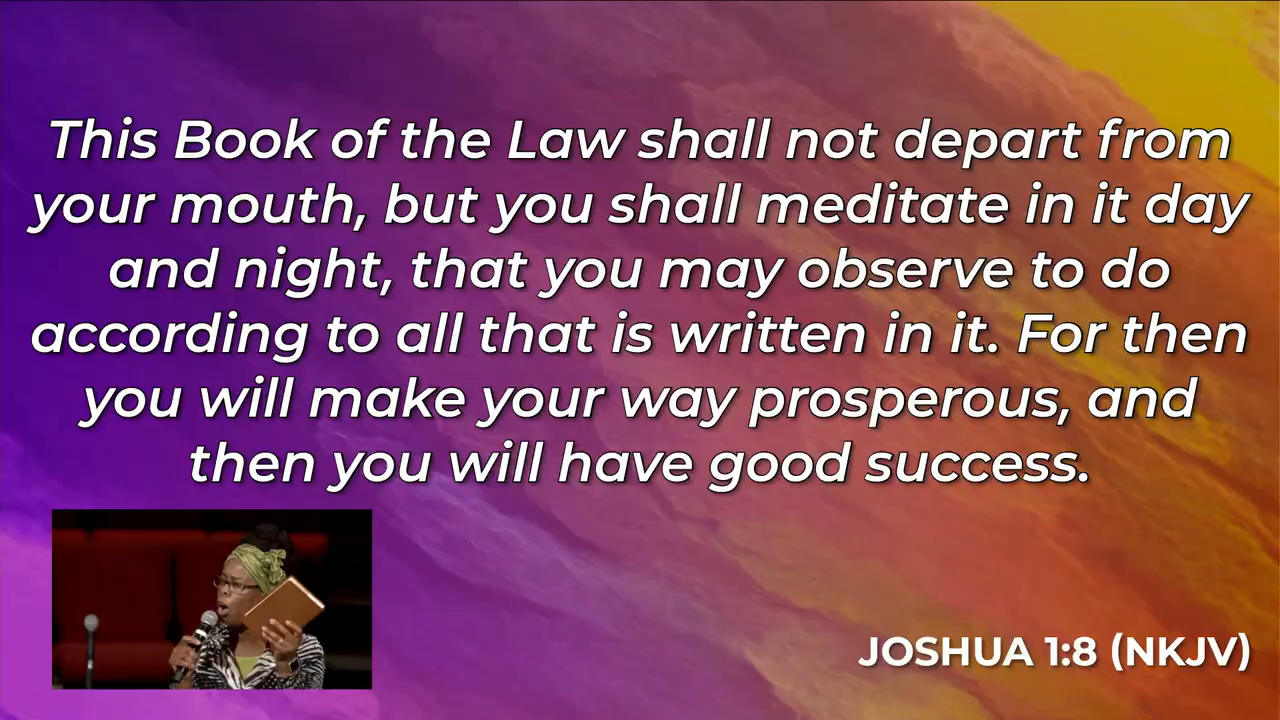 This Book of the Law shall not depart from
your mouth, but you shall meditate in it day
and night, that you may observe to do
according to all that is written in it. For then
you will make your way prosperous, and
then you will have good success.
JOSHUA 1:8 (NKJV)